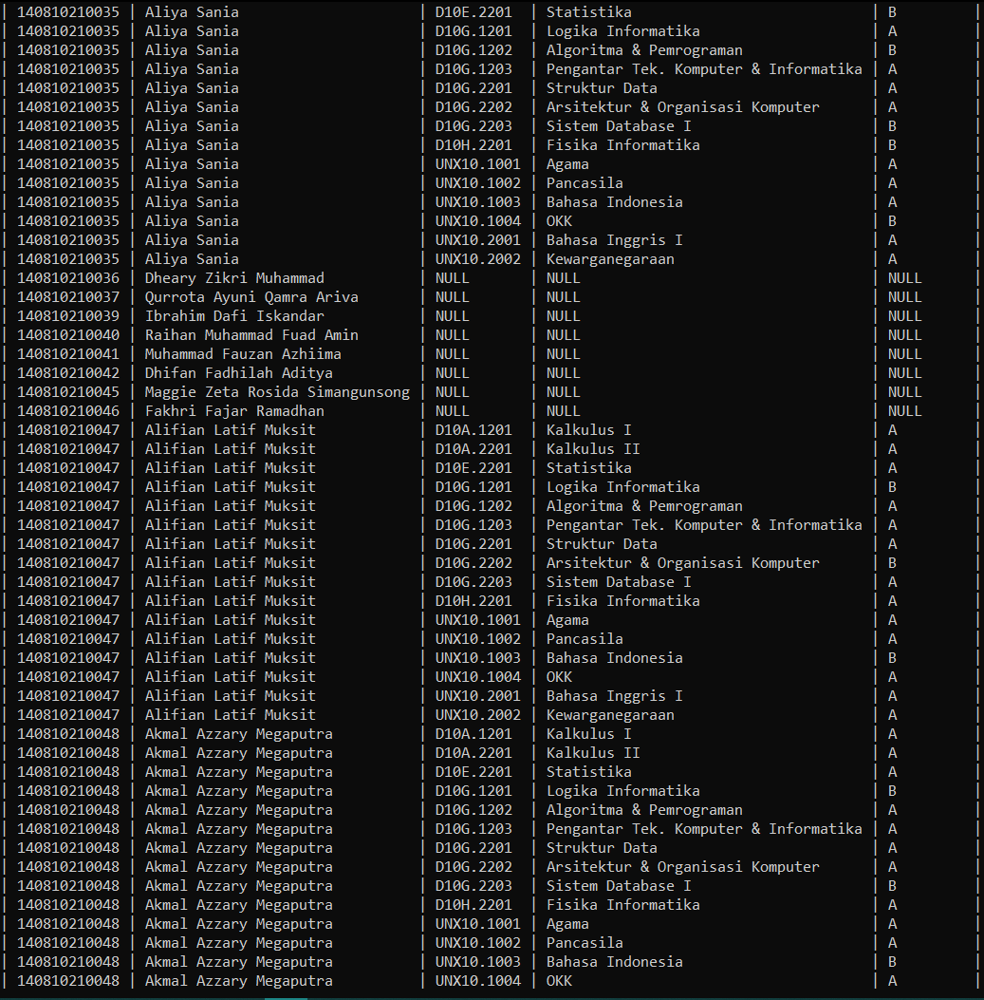 | 140810210035 | Aliya Sania | D10E.2201 | Statistika | B |
| 140810210035 | Aliya Sania | D10G.1201 | Logika Informatika | A |
| 140810210035 | Aliya Sania | D10G.1202 | Algoritma & Pemrograman | B |
| 140810210035 | Aliya Sania | D10G.1203 | Pengantar Tek. Komputer & Informatika | A |
| 140810210035 | Aliya Sania | D10G.2201 | Struktur Data | A |
| 140810210035 | Aliya Sania | D10G.2202 | Arsitektur & Organisasi Komputer | A |
| 140810210035 | Aliya Sania | D10G.2203 | Sistem Database I | B |
| 140810210035 | Aliya Sania | D10H.2201 | Fisika Informatika | B |
| 140810210035 | Aliya Sania | UNX10.1001 | Agama | A |
| 140810210035 | Aliya Sania | UNX10.1002 | Pancasila | A |
| 140810210035 | Aliya Sania | UNX10.1003 | Bahasa Indonesia | A |
| 140810210035 | Aliya Sania | UNX10.1004 | OKK | B |
| 140810210035 | Aliya Sania | UNX10.2001 | Bahasa Inggris I | A |
| 140810210035 | Aliya Sania | UNX10.2002 | Kewarganegaraan | A |
| 140810210036 | Dheary Zikri Muhammad | NULL | NULL | NULL |
| 140810210037 | Qurrota Ayuni Qamra Ariva | NULL | NULL | NULL |
| 140810210039 | Ibrahim Dafi Iskandar | NULL | NULL | NULL |
| 140810210040 | Raihan Muhammad Fuad Amin | NULL | NULL | NULL |
| 140810210041 | Muhammad Fauzan Azhiima | NULL | NULL | NULL |
| 140810210042 | Dhifan Fadhilah Aditya | NULL | NULL | NULL |
| 140810210045 | Maggie Zeta Rosida Simangunsong | NULL | NULL | NULL |
| 140810210046 | Fakhri Fajar Ramadhan | NULL | NULL | NULL |
| 140810210047 | Alifian Latif Muksit | D10A.1201 | Kalkulus I | A |
| 140810210047 | Alifian Latif Muksit | D10A.2201 | Kalkulus II | A |
| 140810210047 | Alifian Latif Muksit | D10E.2201 | Statistika | A |
| 140810210047 | Alifian Latif Muksit | D10G.1201 | Logika Informatika | B |
| 140810210047 | Alifian Latif Muksit | D10G.1202 | Algoritma & Pemrograman | A |
| 140810210047 | Alifian Latif Muksit | D10G.1203 | Pengantar Tek. Komputer & Informatika | A |
| 140810210047 | Alifian Latif Muksit | D10G.2201 | Struktur Data | A |
| 140810210047 | Alifian Latif Muksit | D10G.2202 | Arsitektur & Organisasi Komputer | B |
| 140810210047 | Alifian Latif Muksit | D10G.2203 | Sistem Database I | A |
| 140810210047 | Alifian Latif Muksit | D10H.2201 | Fisika Informatika | A |
| 140810210047 | Alifian Latif Muksit | UNX10.1001 | Agama | A |
| 140810210047 | Alifian Latif Muksit | UNX10.1002 | Pancasila | A |
| 140810210047 | Alifian Latif Muksit | UNX10.1003 | Bahasa Indonesia | B |
| 140810210047 | Alifian Latif Muksit | UNX10.1004 | OKK | A |
| 140810210047 | Alifian Latif Muksit | UNX10.2001 | Bahasa Inggris I | A |
| 140810210047 | Alifian Latif Muksit | UNX10.2002 | Kewarganegaraan | A |
| 140810210048 | Akmal Azzary Megaputra | D10A.1201 | Kalkulus I | A |
| 140810210048 | Akmal Azzary Megaputra | D10A.2201 | Kalkulus II | A |
| 140810210048 | Akmal Azzary Megaputra | D10E.2201 | Statistika | A |
| 140810210048 | Akmal Azzary Megaputra | D10G.1201 | Logika Informatika | B |
| 140810210048 | Akmal Azzary Megaputra | D10G.1202 | Algoritma & Pemrograman | A |
| 140810210048 | Akmal Azzary Megaputra | D10G.1203 | Pengantar Tek. Komputer & Informatika | A |
| 140810210048 | Akmal Azzary Megaputra | D10G.2201 | Struktur Data | A |
| 140810210048 | Akmal Azzary Megaputra | D10G.2202 | Arsitektur & Organisasi Komputer | A |
| 140810210048 | Akmal Azzary Megaputra | D10G.2203 | Sistem Database I | B |
| 140810210048 | Akmal Azzary Megaputra | D10H.2201 | Fisika Informatika | A |
| 140810210048 | Akmal Azzary Megaputra | UNX10.1001 | Agama | A |
| 140810210048 | Akmal Azzary Megaputra | UNX10.1002 | Pancasila | A |
| 140810210048 | Akmal Azzary Megaputra | UNX10.1003 | Bahasa Indonesia | B |
| 140810210048 | Akmal Azzary Megaputra | UNX10.1004 | OKK | A |